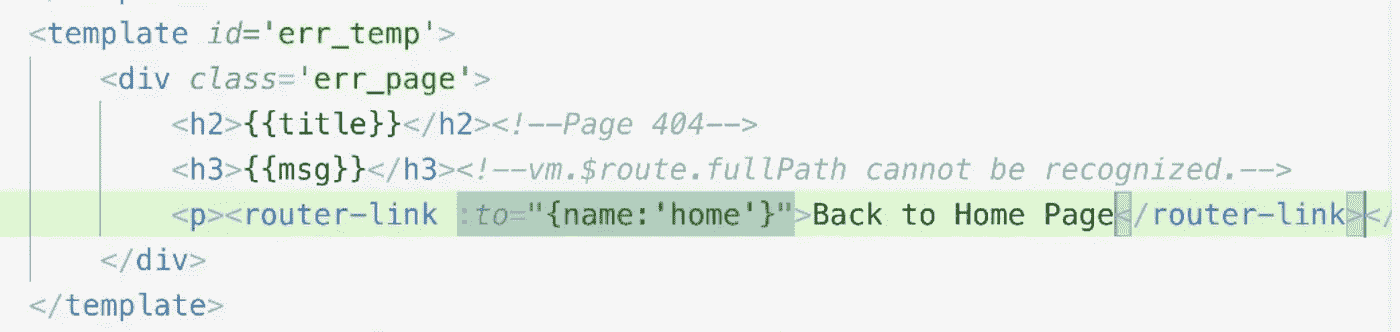 <template id='err_temp'>
<div class='err_page'>
<h2>{{title}}</h2><!--Page 404-->
<h3>{{msg}}</h3><!--vm.$route.fullPath cannot be recognized.-->
<p><router-link :to="{name:'home'}">Back to Home Page</router-link></
</div>
</template>